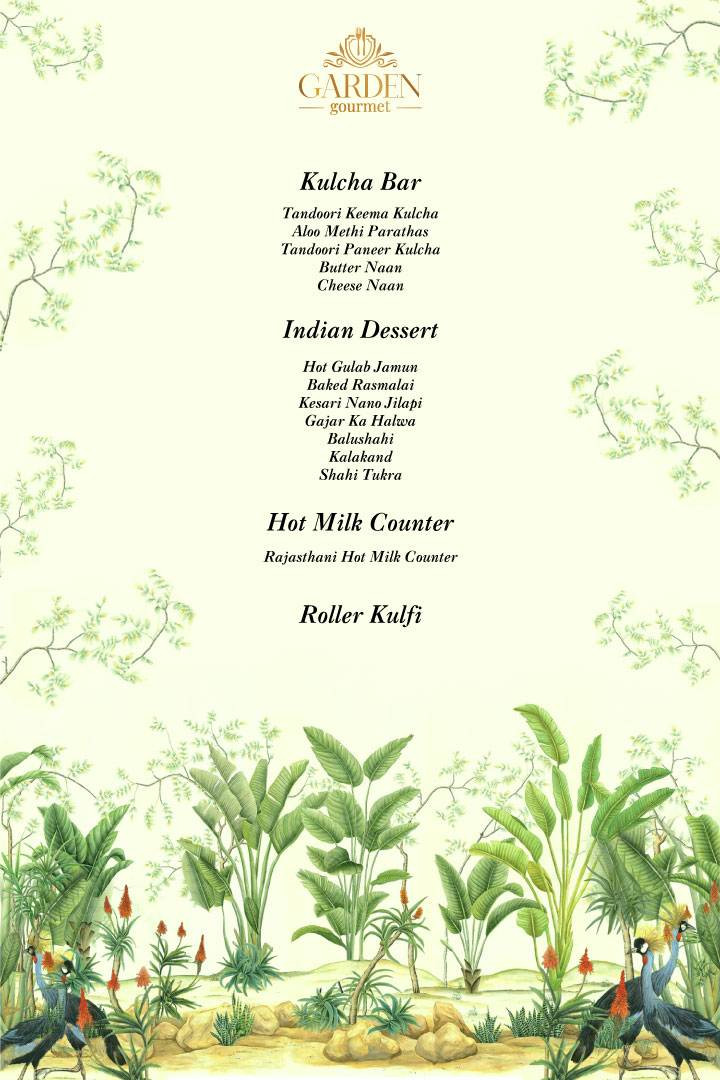 GARDEN
gourmet
Kulcha Bar
Tandoori Keema Kulcha
Aloo Methi Parathas
Tandoori Paneer Kulcha
Butter Naan
Cheese Naan
Indian Dessert
Hot Gulab Jamun
Baked Rasmalai
Kesari Nano Jilapi
Gajar Ka Halwa
Balushahi
Kalakand
Shahi Tukra
Hot Milk Counter
Rajasthani Hot Milk Counter
Roller Kulfi